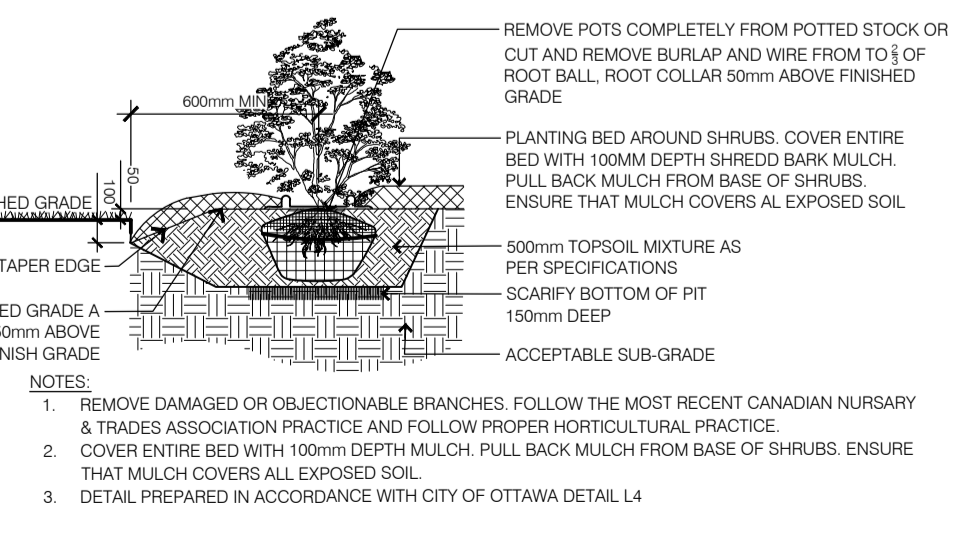 REMOVE POTS COMPLETELY FROM POTTED STOCK OR
CUT AND REMOVE BURLAP AND WIRE FROM TO 2/3 OF
ROOT BALL, ROOT COLLAR 50mm ABOVE FINISHED
GRADE
600mm MIN
PLANTING BED AROUND SHRUBS. COVER ENTIRE
BED WITH 100MM DEPTH SHREDD BARK MULCH.
PULL BACK MULCH FROM BASE OF SHRUBS.
ENSURE THAT MULCH COVERS AL EXPOSED SOIL
50
100
HED GRADE
TAPER EDGE
500mm TOPSOIL MIXTURE AS
PER SPECIFICATIONS
SCARIFY BOTTOM OF PIT
150mm DEEP
ED GRADE A
50mm ABOVE
NISH GRADE
ACCEPTABLE SUB-GRADE
NOTES:
1. REMOVE DAMAGED OR OBJECTIONABLE BRANCHES. FOLLOW THE MOST RECENT CANADIAN NURSARY
& TRADES ASSOCIATION PRACTICE AND FOLLOW PROPER HORTICULTURAL PRACTICE.
2. COVER ENTIRE BED WITH 100mm DEPTH MULCH. PULL BACK MULCH FROM BASE OF SHRUBS. ENSURE
THAT MULCH COVERS ALL EXPOSED SOIL.
3. DETAIL PREPARED IN ACCORDANCE WITH CITY OF OTTAWA DETAIL L4